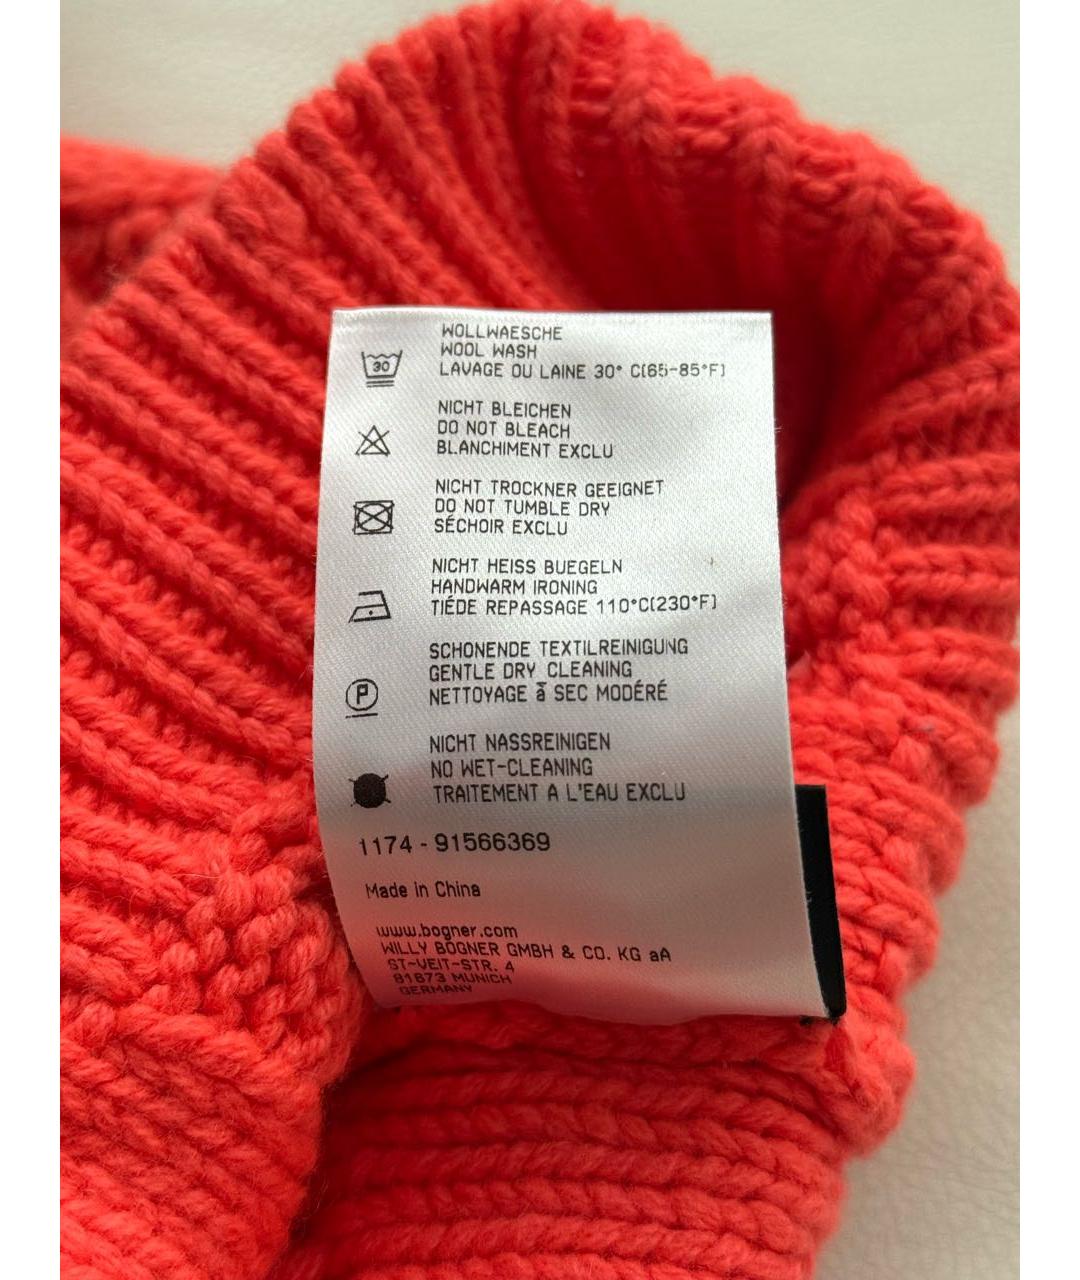 30
WOLLWAESCHE
WOOL WASH
LAVAGE OU LAINE 30° C(65-85°F)
NICHT BLEICHEN
DO NOT BLEACH
BLANCHIMENT EXCLU
NICHT TROCKNER GEEIGNET
DO NOT TUMBLE DRY
SÉCHOIR EXCLU
NICHT HEISS BUEGELN
HANDWARM IRONING
TIÉDE REPASSAGE 110°C(230°F)
SCHONENDE TEXTILREINIGUNG
GENTLE DRY CLEANING
NETTOYAGE à SEC MODÉRÉ
P
NICHT NASSREINIGEN
NO WET-CLEANING
TRAITEMENT A L'EAU EXCLU
1174 - 91566369
Made in China
www.bogner.com
WILLY BOGNER GMBH & CO. KG aA
ST-VEIT-STR. 4
81673 MUNICH
GERMANY